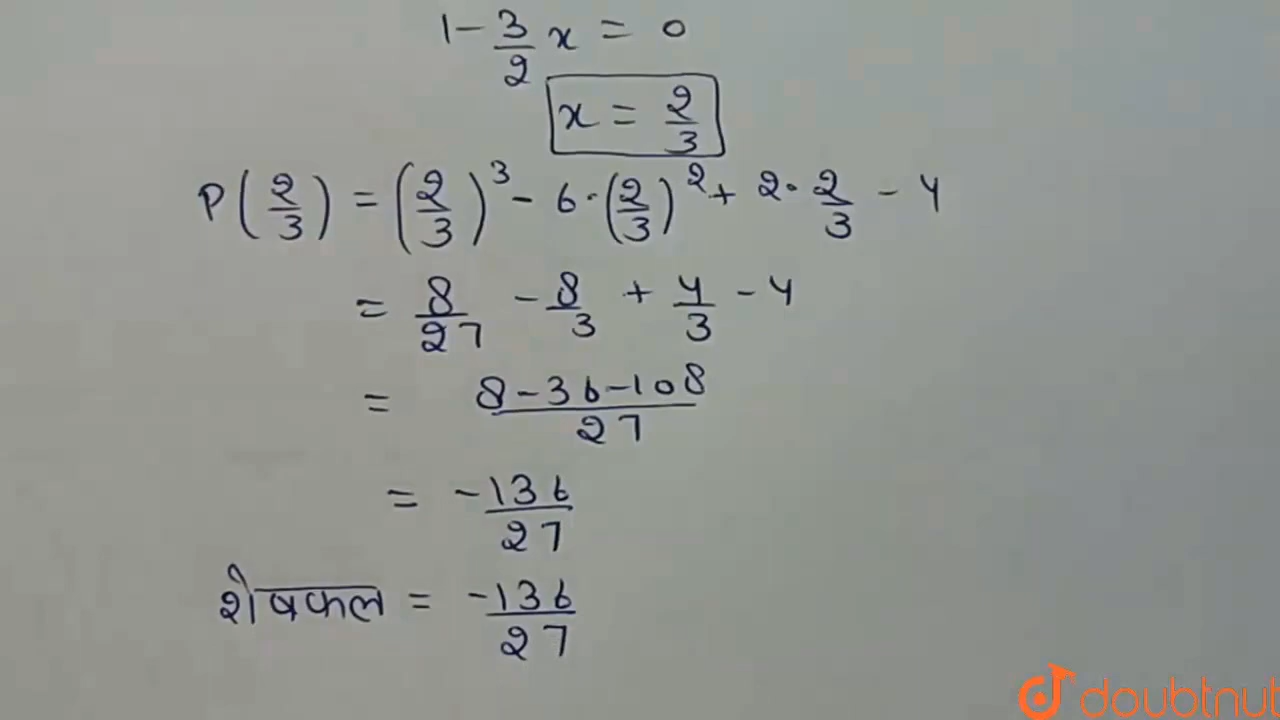 1 - 3/2 x = 0
x = 2/3
P(2/3) = (2/3)³ - 6·(2/3)² + 2·2/3 - 4
= 8/27 - 8/3 + 4/3 - 4
= 8-36-108/27
= -136/27
शेषफल = -136/27
doubtnut